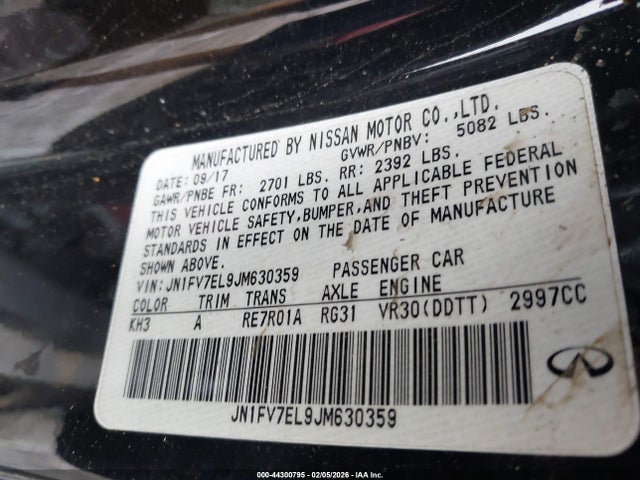 MANUFACTURED BY NISSAN MOTOR CO.,LTD.
DATE: 09/17 GVWR/PNBV: 5082 LBS.
GAWR/PNBE FR: 2701 LBS. RR: 2392 LBS.
THIS VEHICLE CONFORMS TO ALL APPLICABLE FEDERAL
MOTOR VEHICLE SAFETY,BUMPER,AND THEFT PREVENTION
STANDARDS IN EFFECT ON THE DATE OF MANUFACTURE
SHOWN ABOVE.
VIN: JN1FV7EL9JM630359 PASSENGER CAR
COLOR TRIM TRANS AXLE ENGINE
KH3 A RE7R01A RG31 VR30(DDTT) 2997CC
JN1FV7EL9JM630359
000-44300795 - 02/05/2026 - IAA Inc.